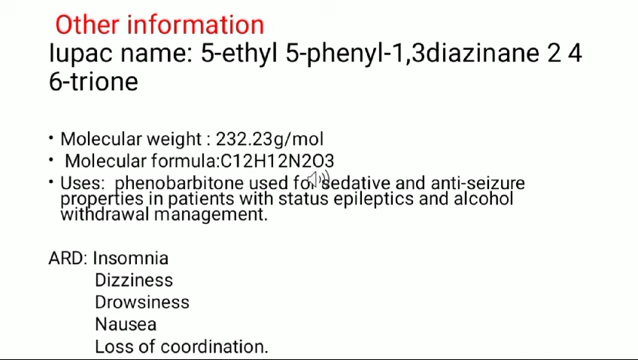 Other information
Iupac name: 5-ethyl 5-phenyl-1,3diazinane 2 4
6-trione
• Molecular weight : 232.23g/mol
• Molecular formula:C12H12N2O3
• Uses: phenobarbitone used for sedative and anti-seizure
properties in patients with status epileptics and alcohol
withdrawal management.
ARD: Insomnia
Dizziness
Drowsiness
Nausea
Loss of coordination.